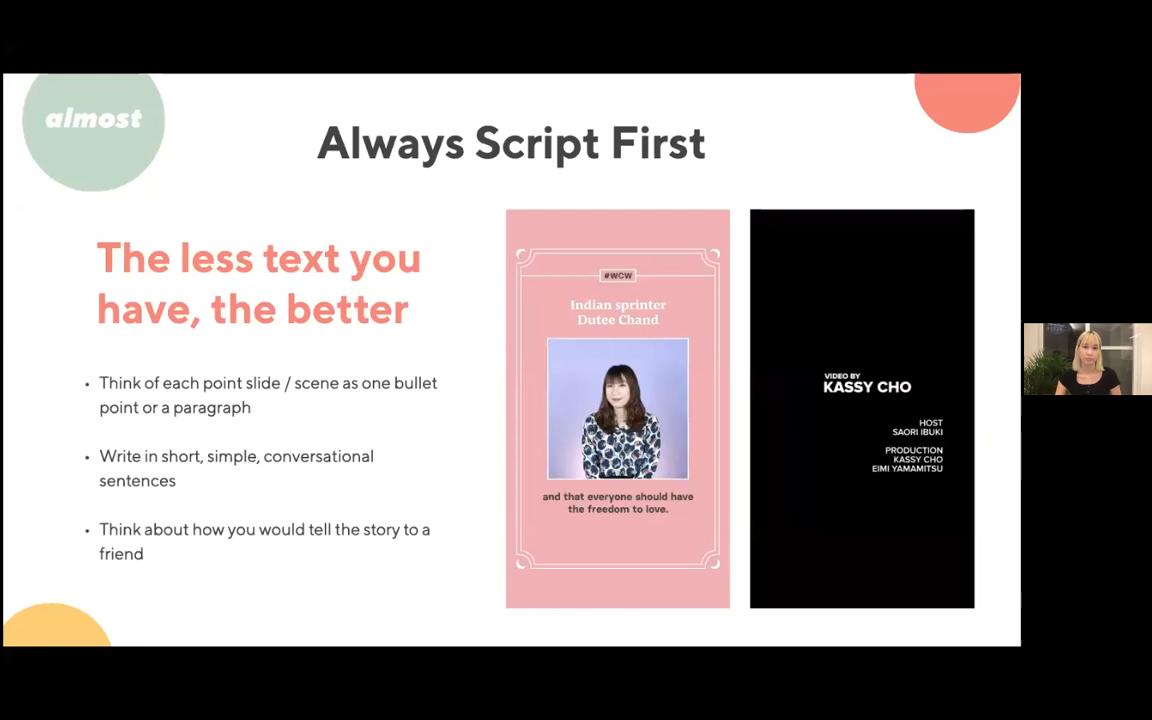 almost
Always Script First
The less text you
have, the better
• Think of each point slide / scene as one bullet
point or a paragraph
• Write in short, simple, conversational
sentences
• Think about how you would tell the story to a
friend
#WCW
Indian sprinter
Dutee Chand
and that everyone should have
the freedom to love.
VIDEO BY
KASSY CHO
HOST
SAORI IBUKI
PRODUCTION
KASSY CHO
EIMI YAMAMITSU